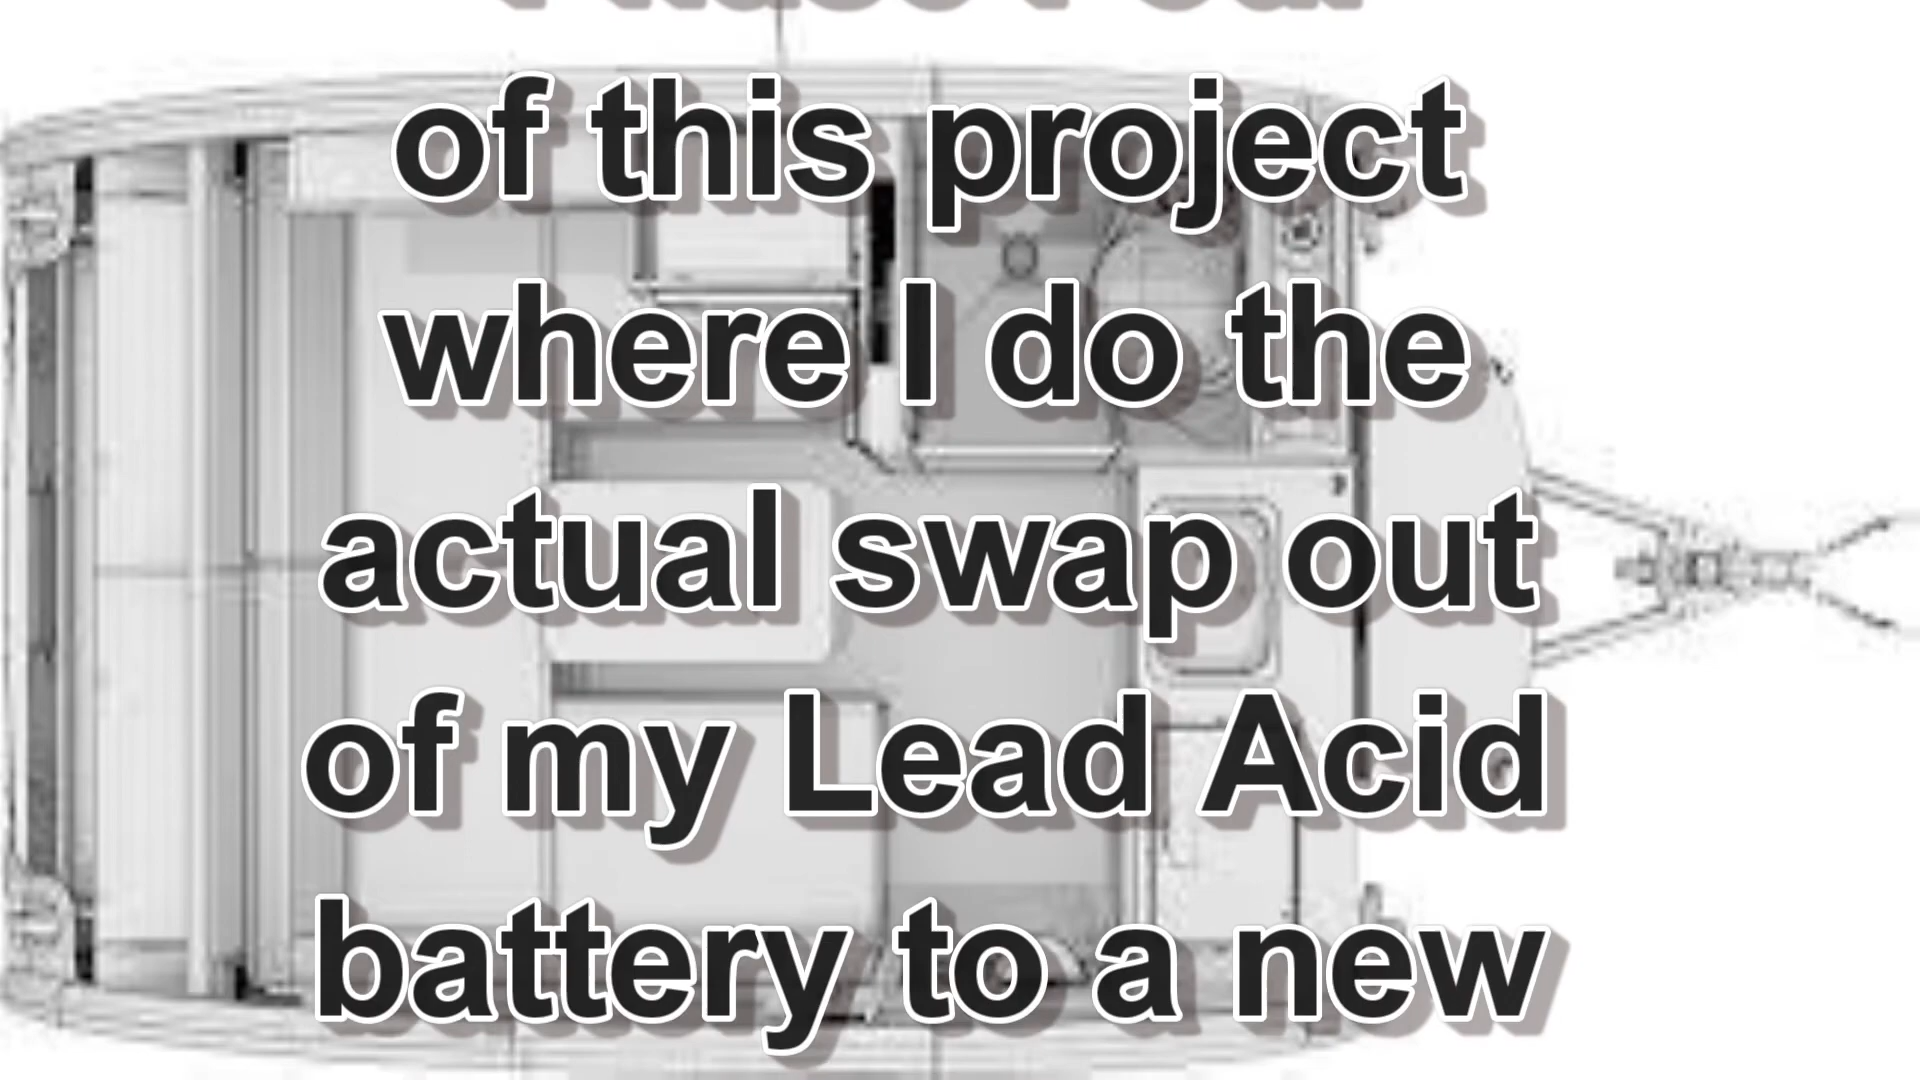 of this project
where I do the
actual swap out
of my Lead Acid
battery to a new